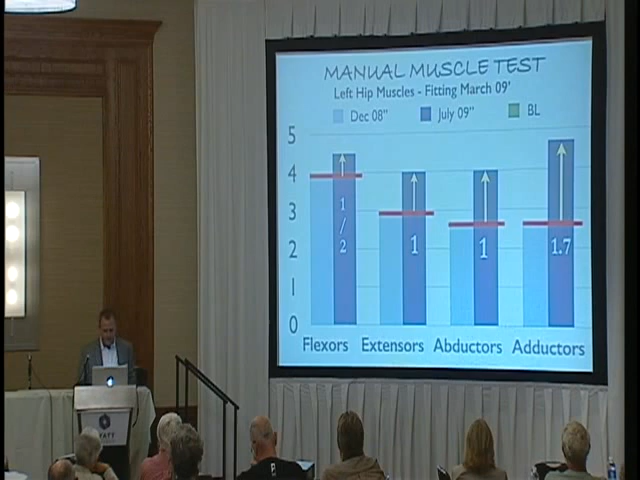 MANUAL MUSCLE TEST
Left Hip Muscles - Fitting March 09'
Dec 08" July 09" BL
5
4
3
2
1
0
1/2
1
1
1.7
Flexors Extensors Abductors Adductors